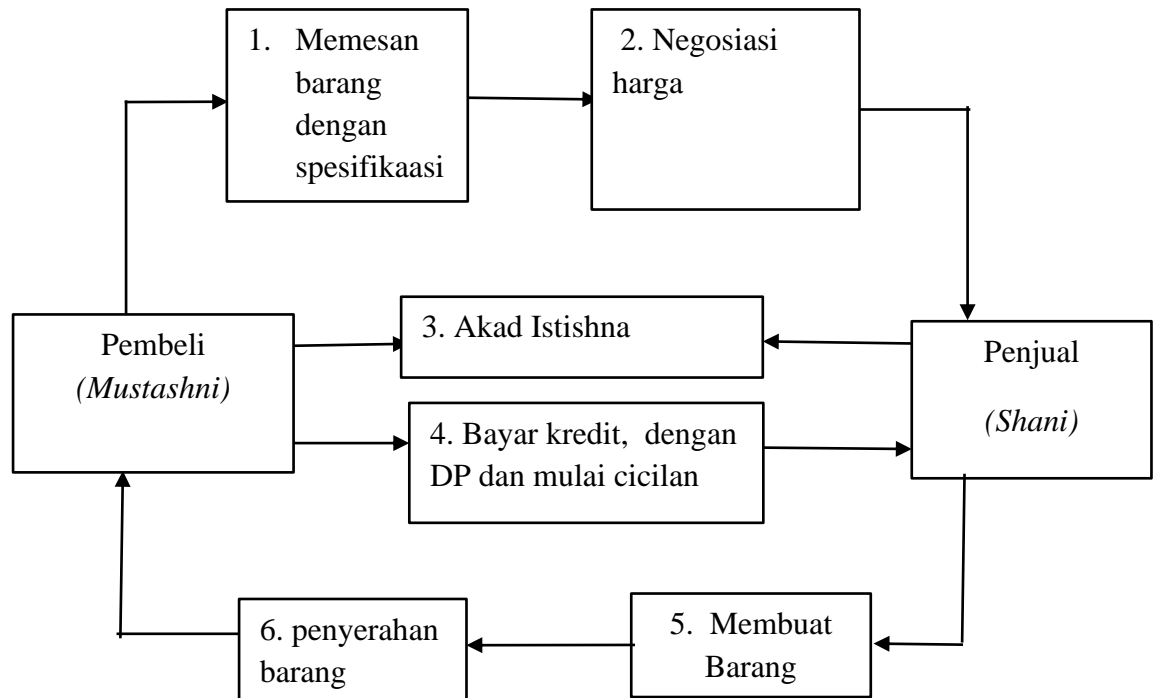 1. Memesan
barang
dengan
spesifikaasi
2. Negosiasi
harga
3. Akad Istishna
Pembeli
(Mustashni)
Penjual
(Shani)
4. Bayar kredit, dengan
DP dan mulai cicilan
6. penyerahan
barang
5. Membuat
Barang